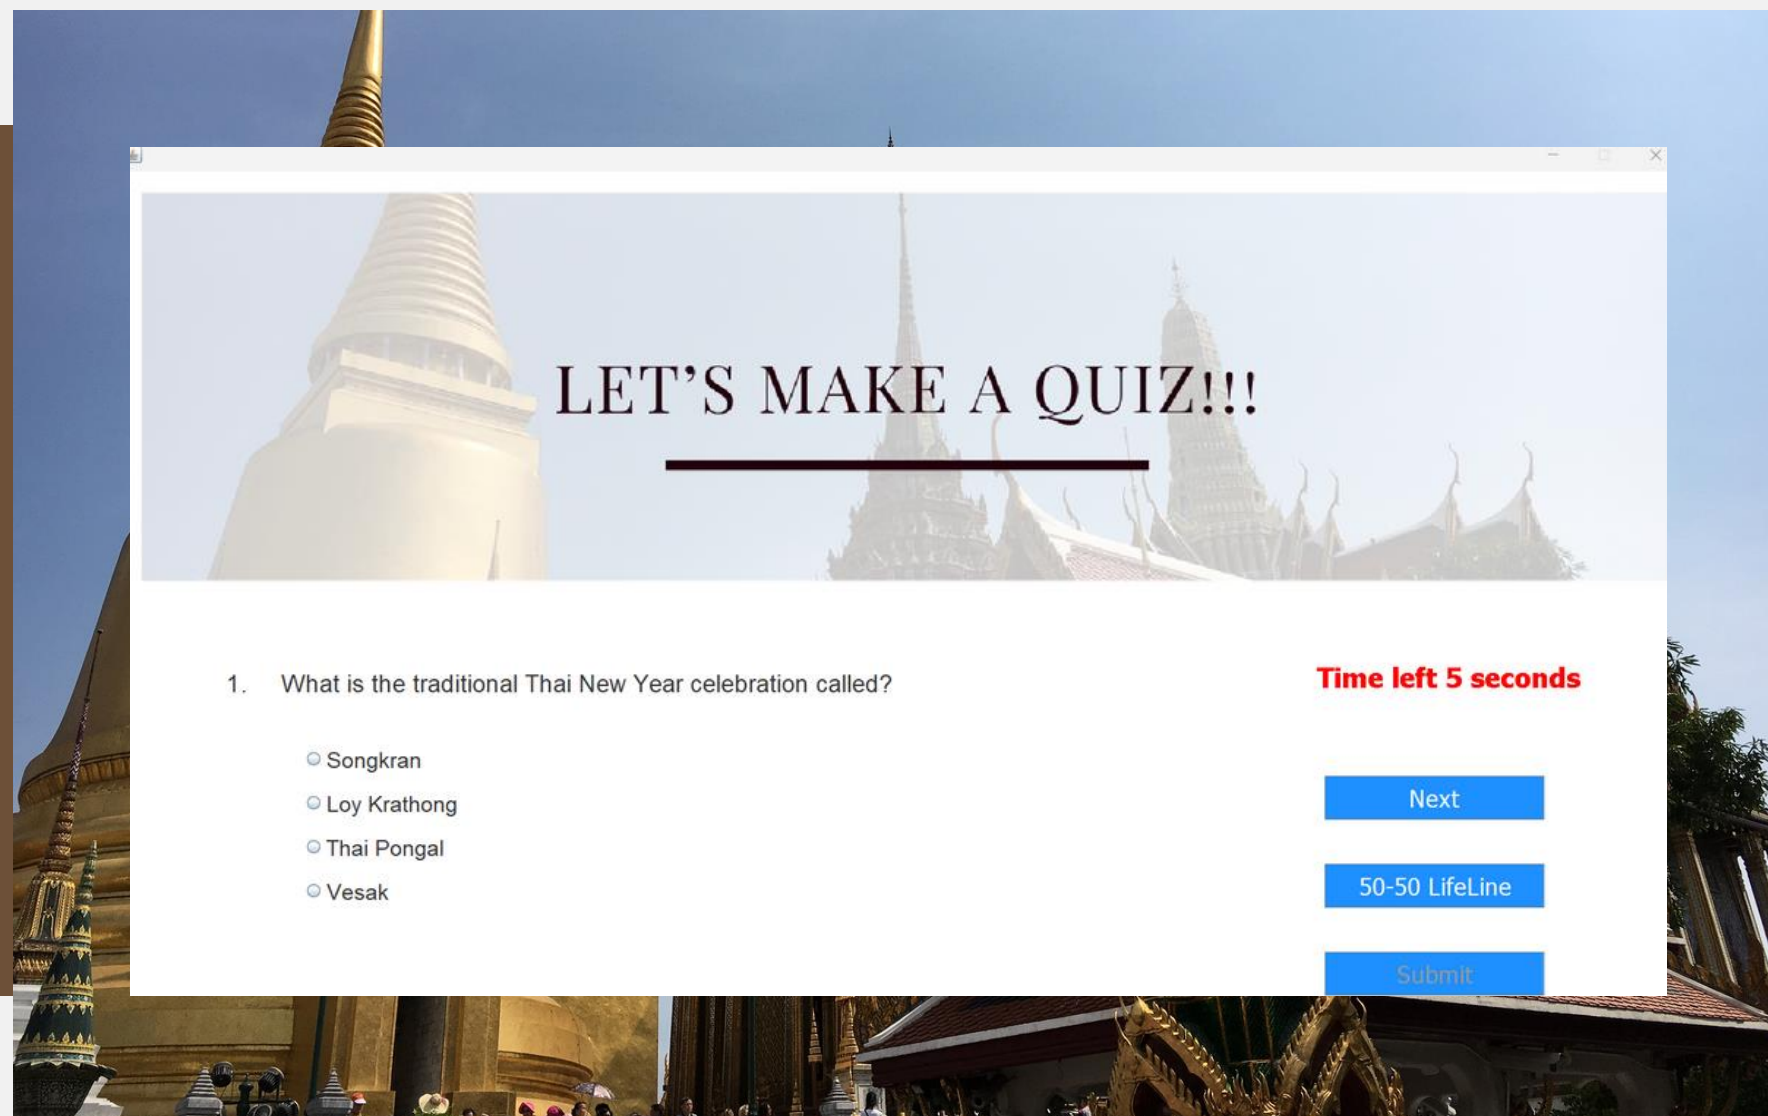 LET’S MAKE A QUIZ!!!
1. What is the traditional Thai New Year celebration called?
Time left 5 seconds
Songkran
Loy Krathong
Thai Pongal
Vesak
Next
50-50 LifeLine
Submit